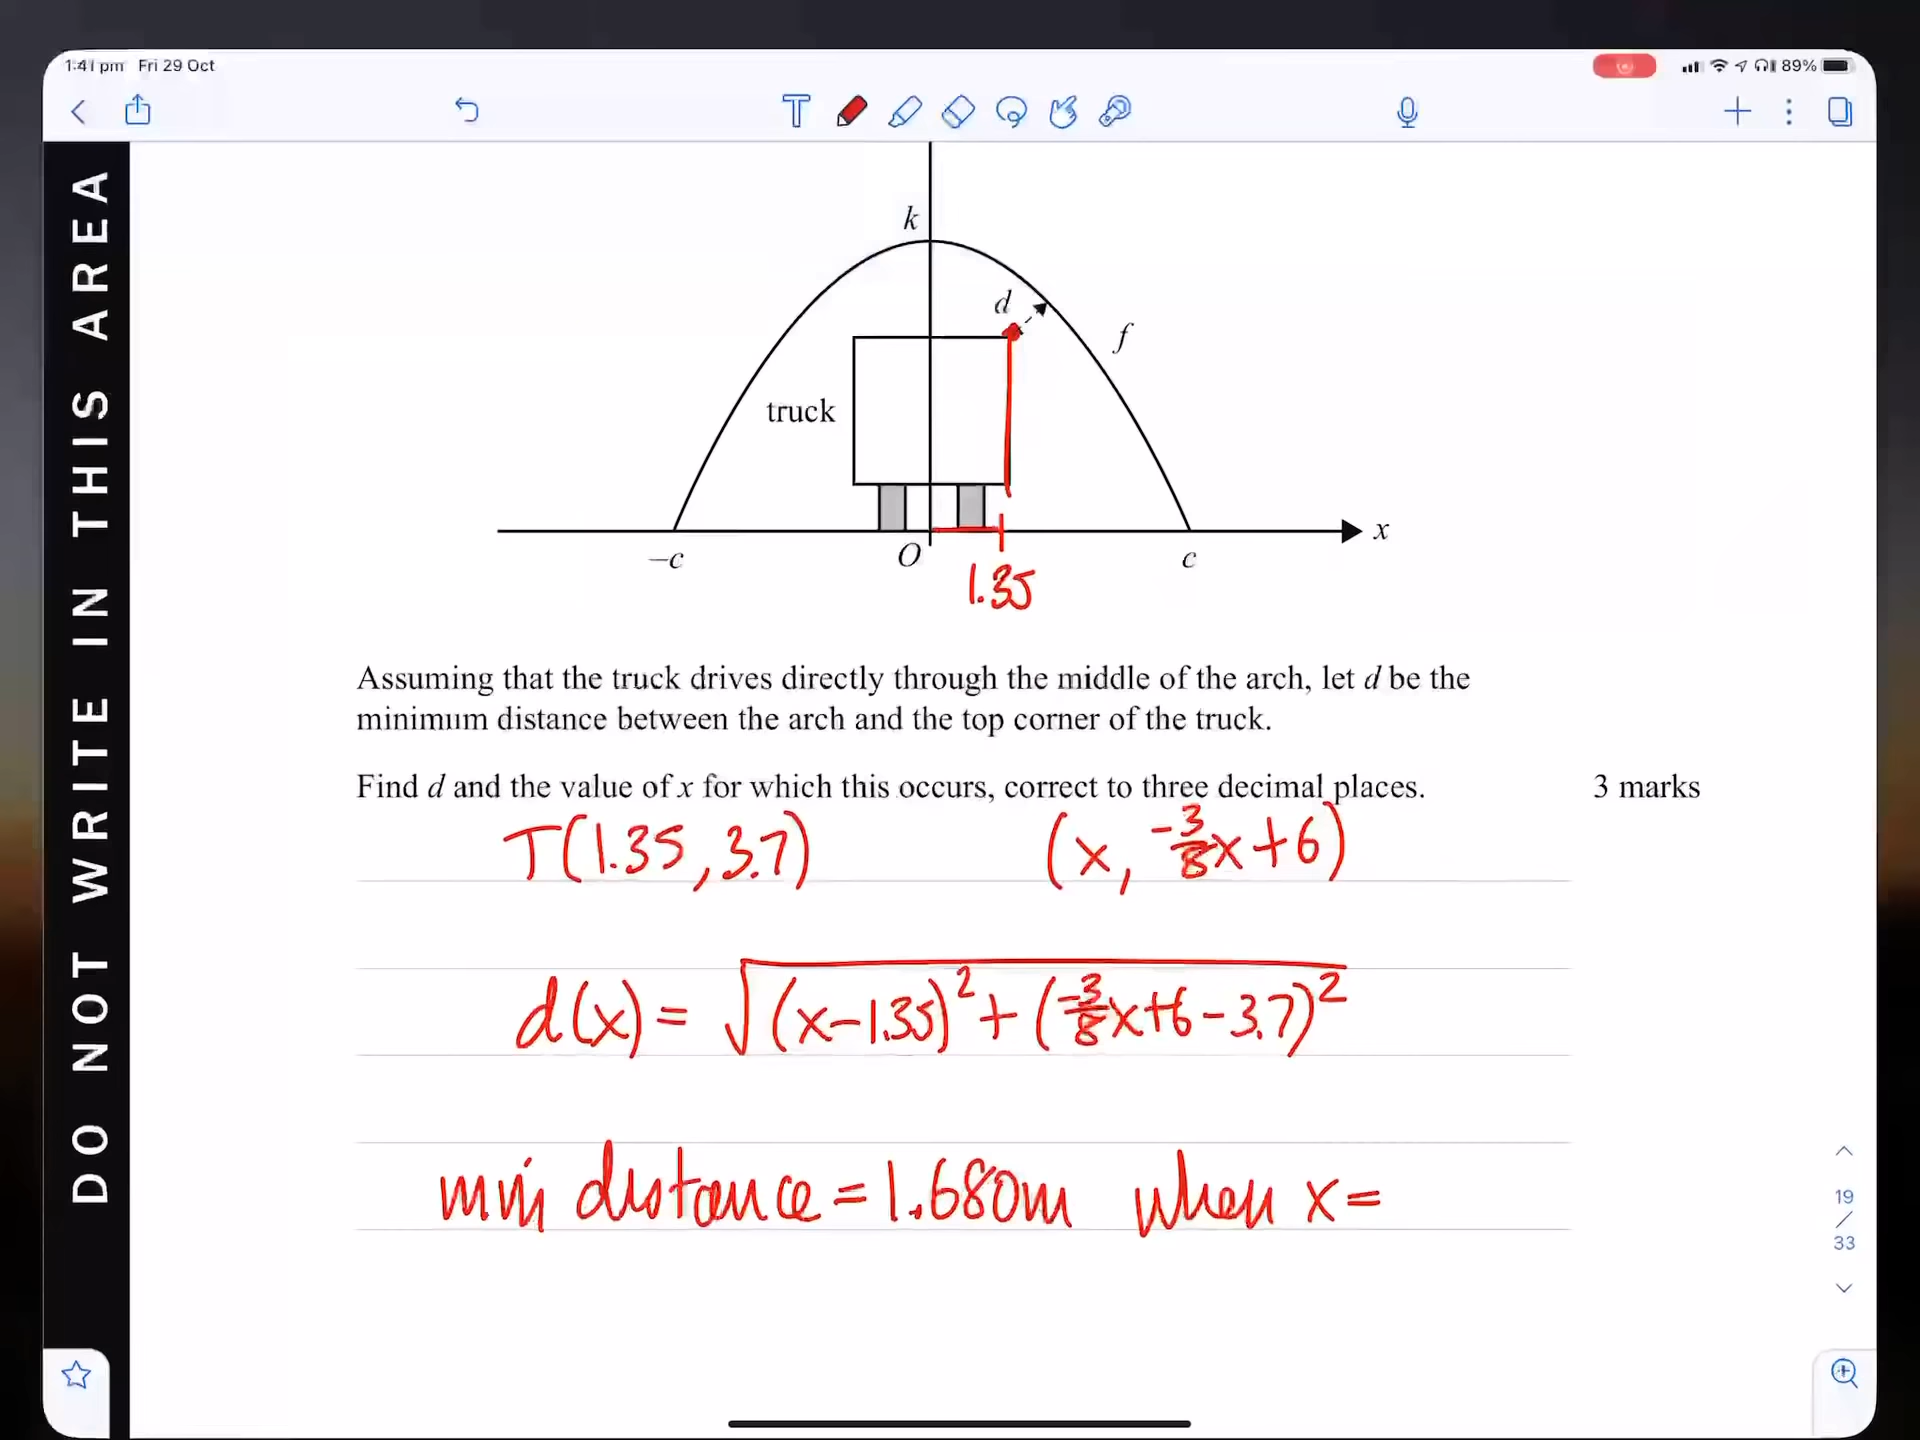 1:41 pm Fri 29 Oct
89%
T
DO NOT WRITE IN THIS AREA
k
d
f
truck
x
−c
O
c
1.35
Assuming that the truck drives directly through the middle of the arch, let d be the
minimum distance between the arch and the top corner of the truck.
Find d and the value of x for which this occurs, correct to three decimal places.
3 marks
T(1.35, 3.7) (x, -3/8x+6)
d(x) = √((x-1.35)²+(-3/8x+6-3.7)²)
min distance = 1.680m when x=
19
/
33